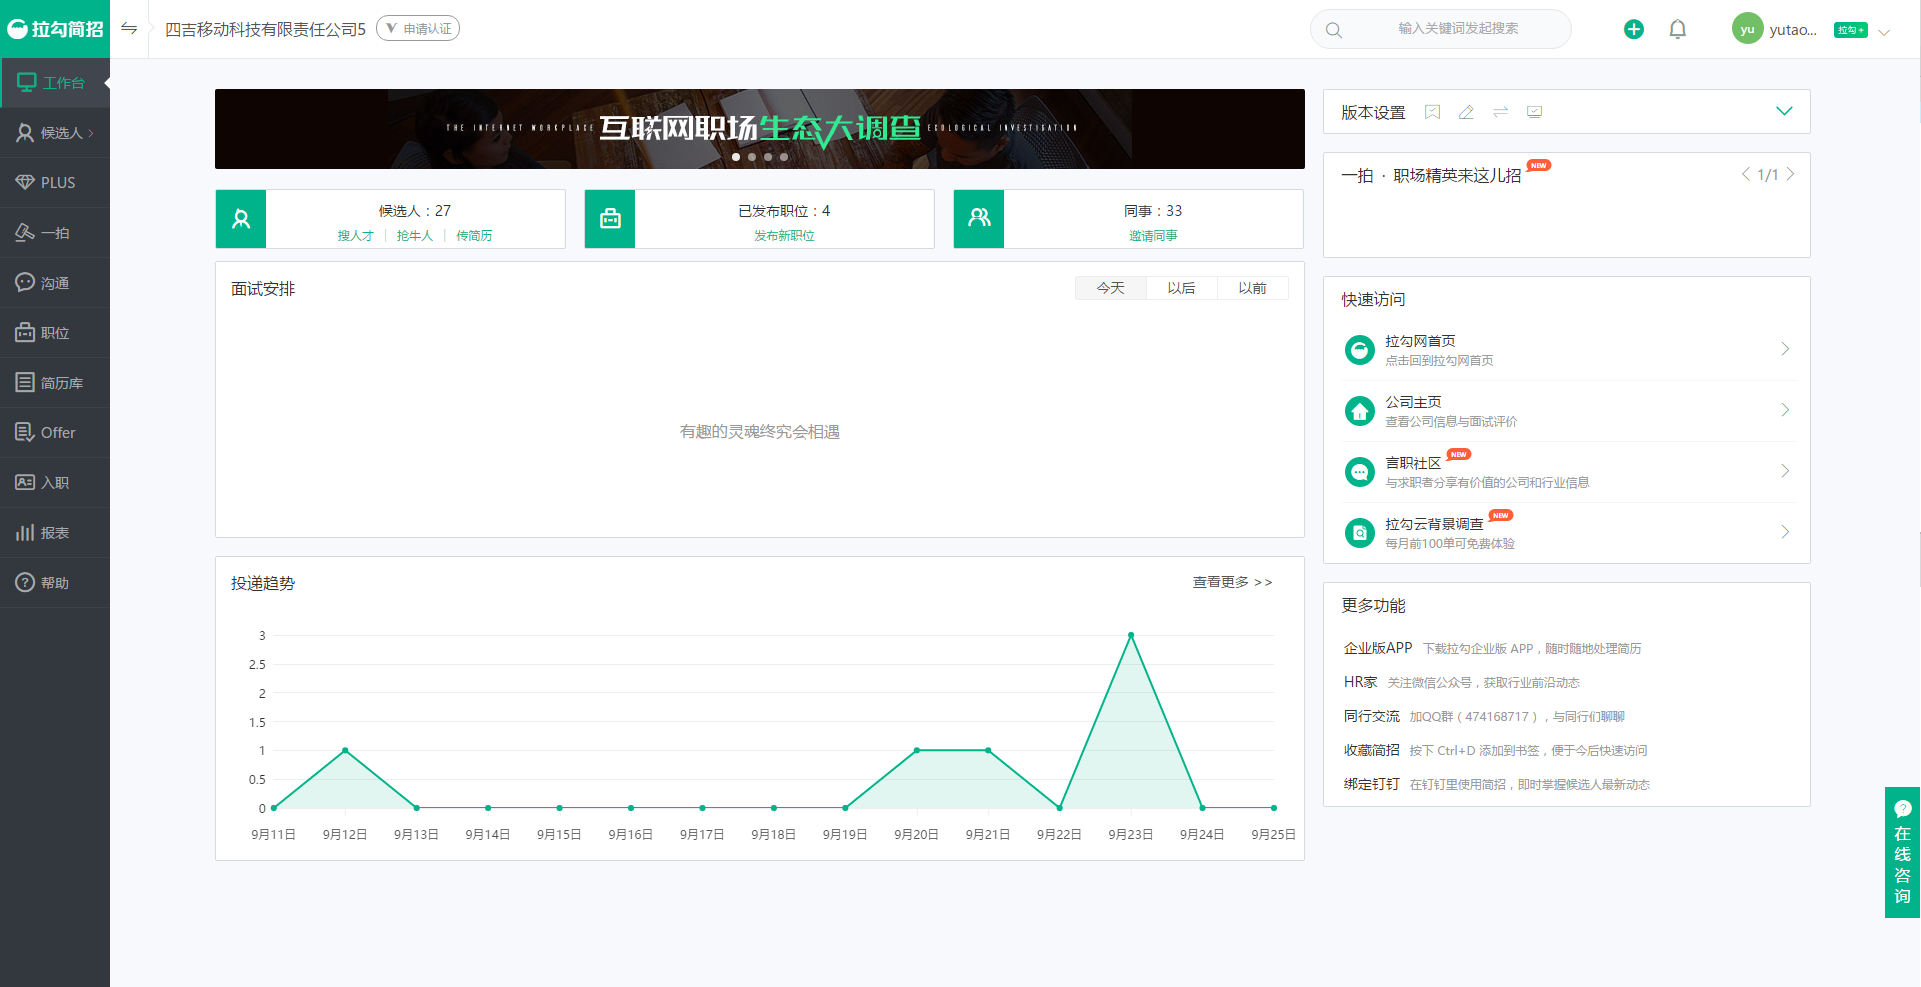 拉勾简招
四吉移动科技有限责任公司5
V 申请认证
输入关键词发起搜索
yu
yutao...
拉勾+
工作台
候选人
PLUS
一拍
沟通
职位
简历库
Offer
入职
报表
帮助
THE INTERNET WORKPLACE 互联网职场生态大调查 ECOLOGICAL INVESTIGATION
候选人：27
搜人才 | 抢牛人 | 传简历
已发布职位：4
发布新职位
同事：33
邀请同事
面试安排
今天 以后 以前
有趣的灵魂终究会相遇
投递趋势
查看更多 >>
3
2.5
2
1.5
1
0.5
0
9月11日 9月12日 9月13日 9月14日 9月15日 9月16日 9月17日 9月18日 9月19日 9月20日 9月21日 9月22日 9月23日 9月24日 9月25日
版本设置
一拍 · 职场精英来这儿招 NEW
1/1
快速访问
拉勾网首页
点击回到拉勾网首页
公司主页
查看公司信息与面试评价
言职社区 NEW
与求职者分享有价值的公司和行业信息
拉勾云背景调查 NEW
每月前100单可免费体验
更多功能
企业版APP 下载拉勾企业版 APP，随时随地处理简历
HR家 关注微信公众号，获取行业前沿动态
同行交流 加QQ群（474168717），与同行们聊聊
收藏简招 按下 Ctrl+D 添加到书签，便于今后快速访问
绑定钉钉 在钉钉里使用简招，即时掌握候选人最新动态
在线咨询